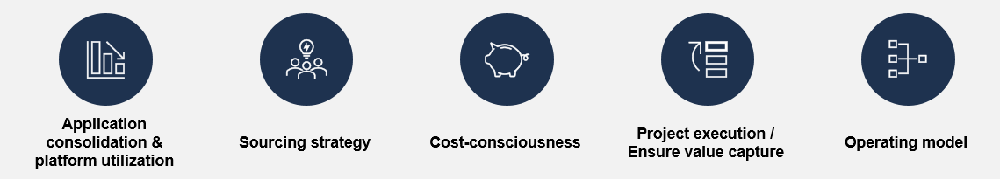 Application
consolidation &
platform utilization
Sourcing strategy
Cost-consciousness
Project execution /
Ensure value capture
Operating model